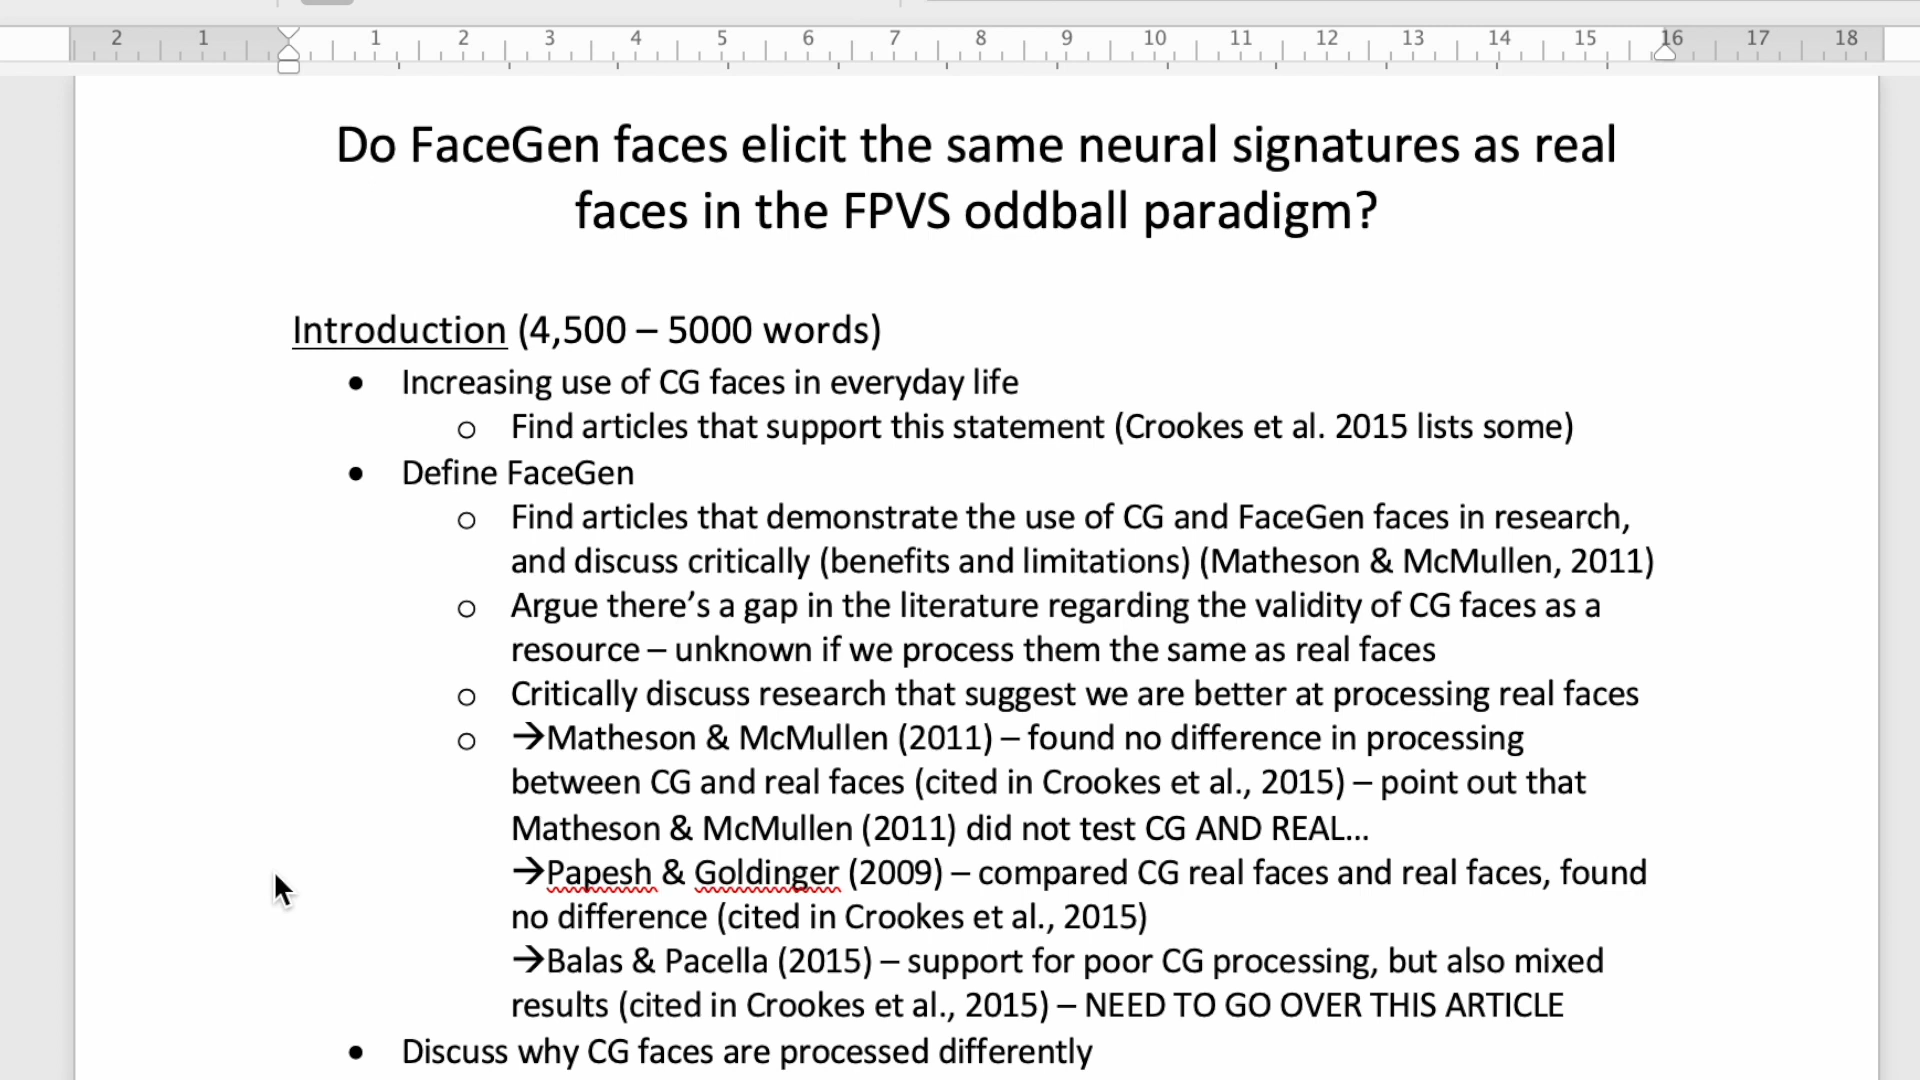 2 1 1 2 3 4 5 6 7 8 9 10 11 12 13 14 15 16 17 18
Do FaceGen faces elicit the same neural signatures as real
faces in the FPVS oddball paradigm?
Introduction (4,500 – 5000 words)
• Increasing use of CG faces in everyday life
o Find articles that support this statement (Crookes et al. 2015 lists some)
• Define FaceGen
o Find articles that demonstrate the use of CG and FaceGen faces in research,
and discuss critically (benefits and limitations) (Matheson & McMullen, 2011)
o Argue there’s a gap in the literature regarding the validity of CG faces as a
resource – unknown if we process them the same as real faces
o Critically discuss research that suggest we are better at processing real faces
o →Matheson & McMullen (2011) – found no difference in processing
between CG and real faces (cited in Crookes et al., 2015) – point out that
Matheson & McMullen (2011) did not test CG AND REAL…
→Papesh & Goldinger (2009) – compared CG real faces and real faces, found
no difference (cited in Crookes et al., 2015)
→Balas & Pacella (2015) – support for poor CG processing, but also mixed
results (cited in Crookes et al., 2015) – NEED TO GO OVER THIS ARTICLE
• Discuss why CG faces are processed differently